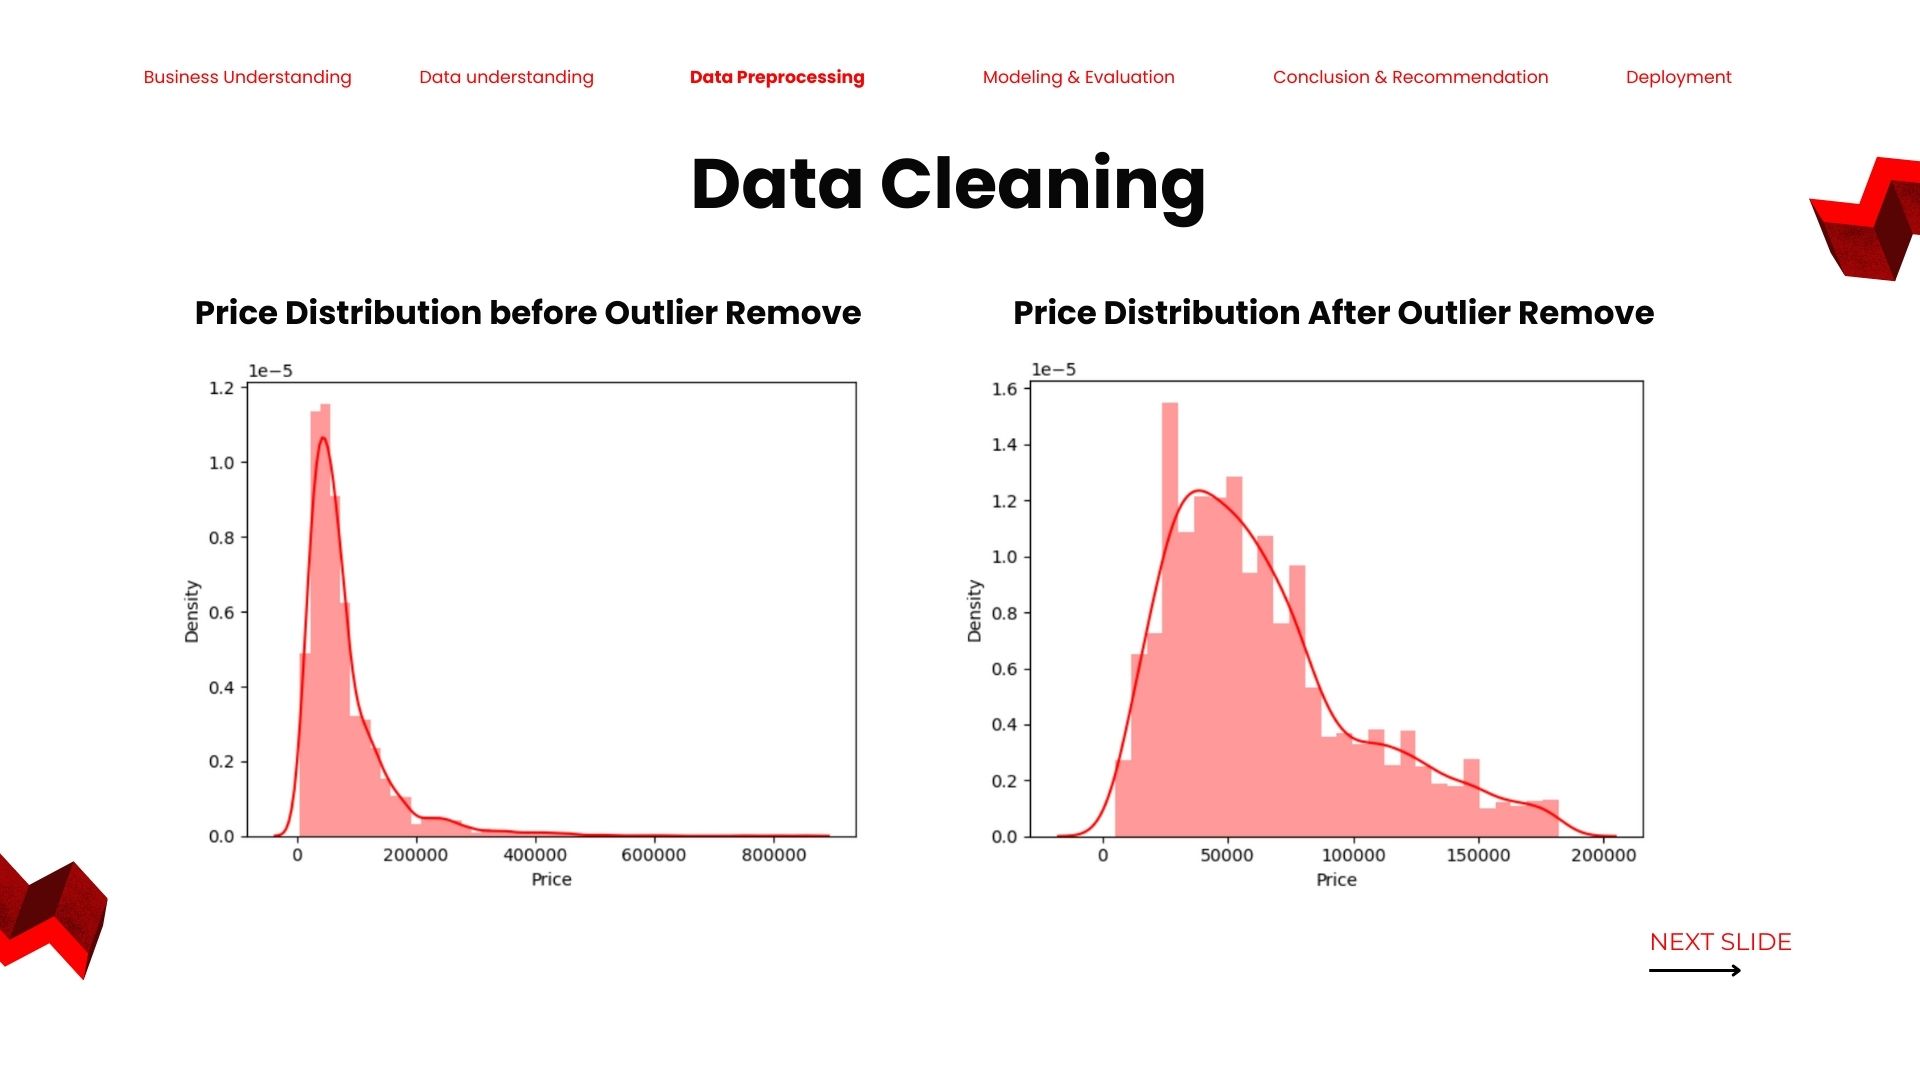 Business Understanding
Data understanding
Data Preprocessing
Modeling & Evaluation
Conclusion & Recommendation
Deployment
Data Cleaning
Price Distribution before Outlier Remove
1e−5
1.2
1.0
0.8
0.6
0.4
0.2
0.0
Density
0
200000
400000
600000
800000
Price
Price Distribution After Outlier Remove
1e−5
1.6
1.4
1.2
1.0
0.8
0.6
0.4
0.2
0.0
Density
0
50000
100000
150000
200000
Price
NEXT SLIDE